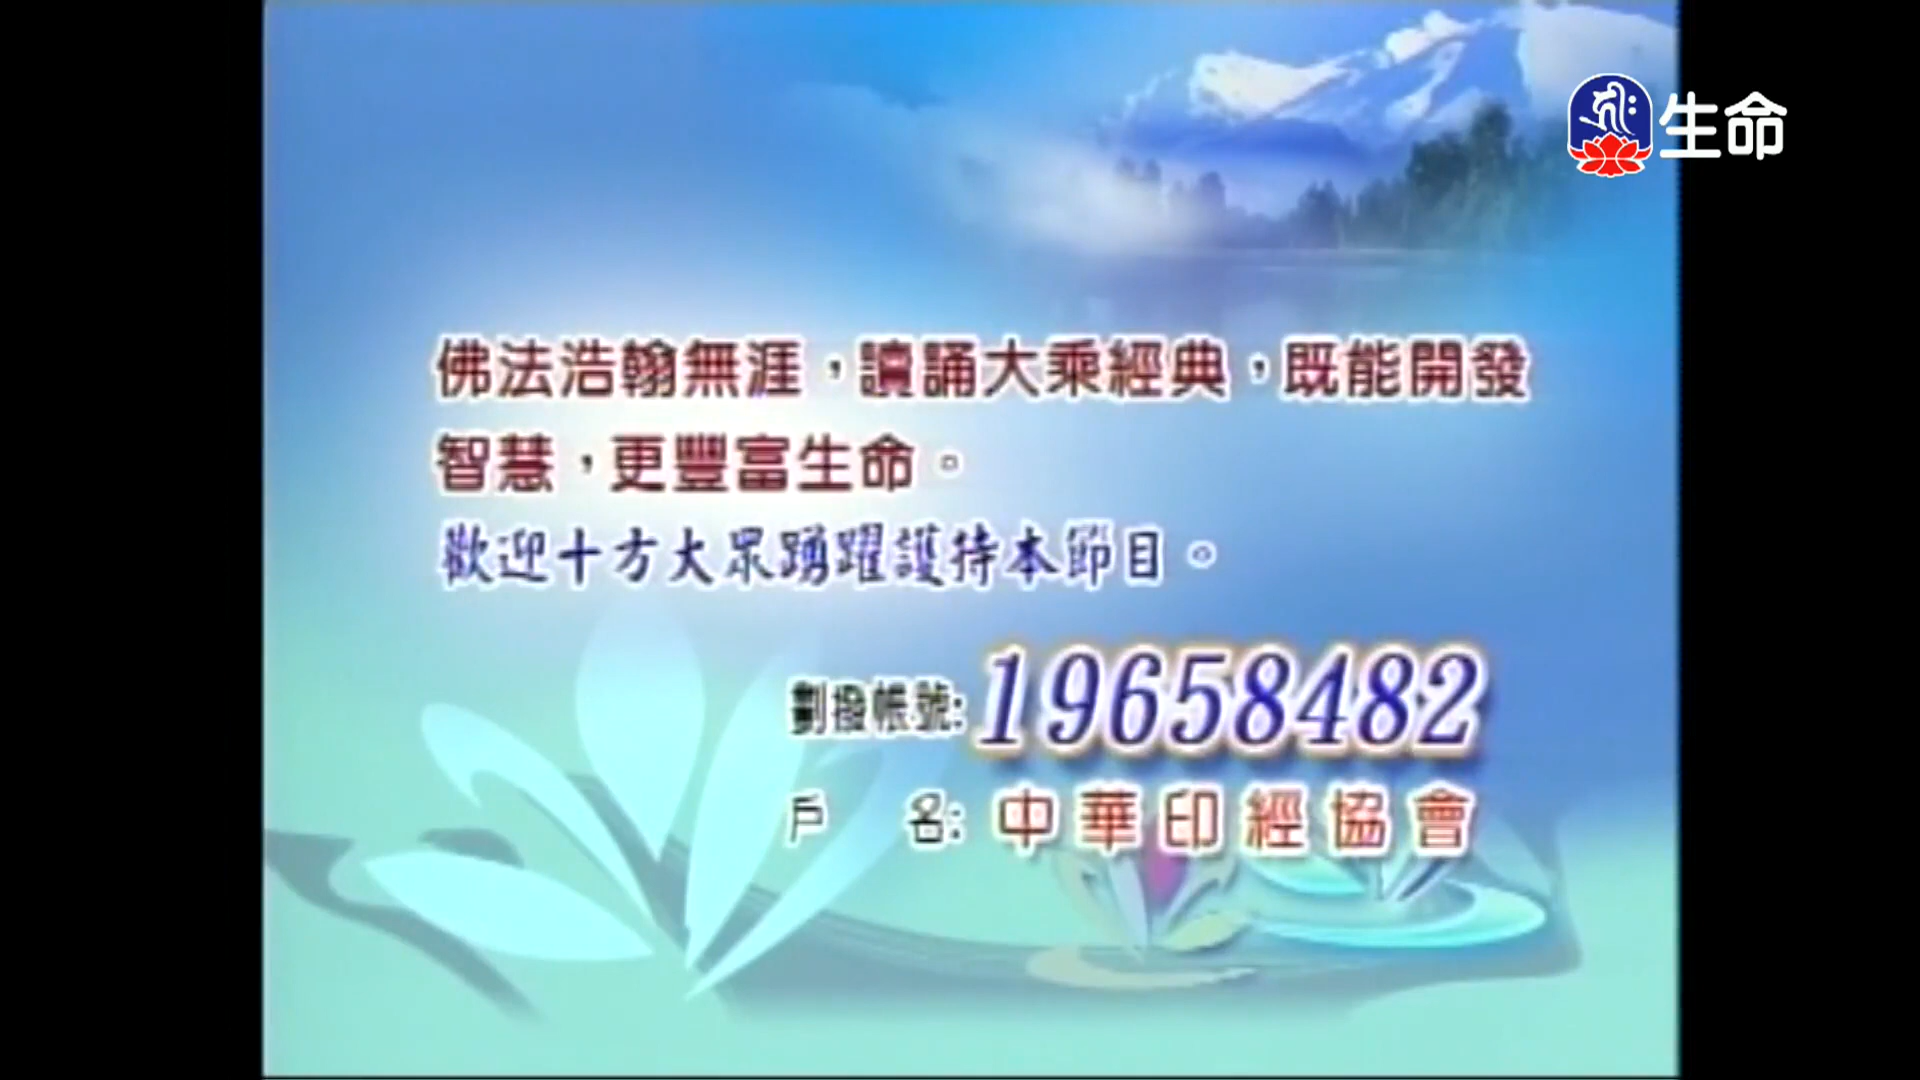 生命
佛法浩翰無涯，讀誦大乘經典，既能開發
智慧，更豐富生命。
歡迎十方大眾踴躍護持本節目。
劃撥帳號:19658482
戶 名:中華印經協會